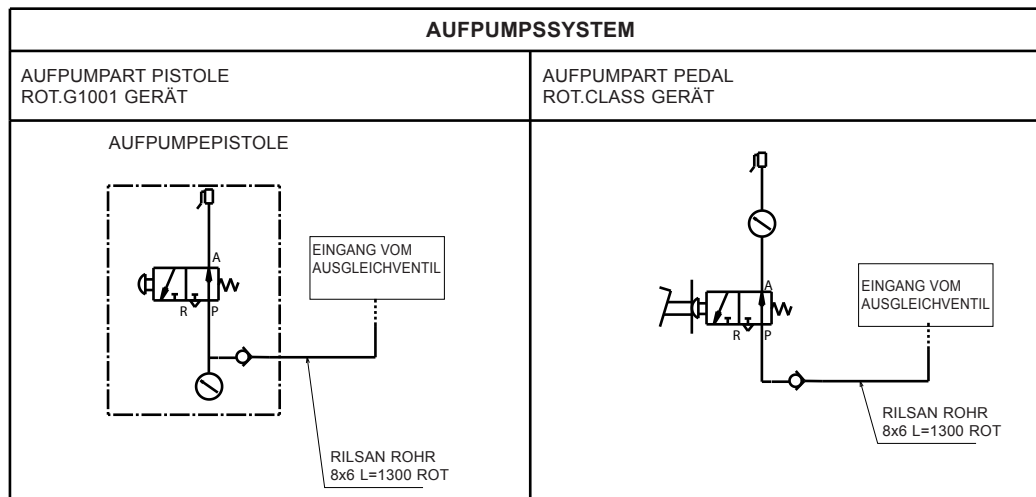 AUFPUMPSSYSTEM
AUFPUMPART PISTOLE
ROT.G1001 GERÄT
AUFPUMPEPISTOLE
A
R
P
EINGANG VOM
AUSGLEICHVENTIL
RILSAN ROHR
8x6 L=1300 ROT
AUFPUMPART PEDAL
ROT.CLASS GERÄT
A
R
P
EINGANG VOM
AUSGLEICHVENTIL
RILSAN ROHR
8x6 L=1300 ROT